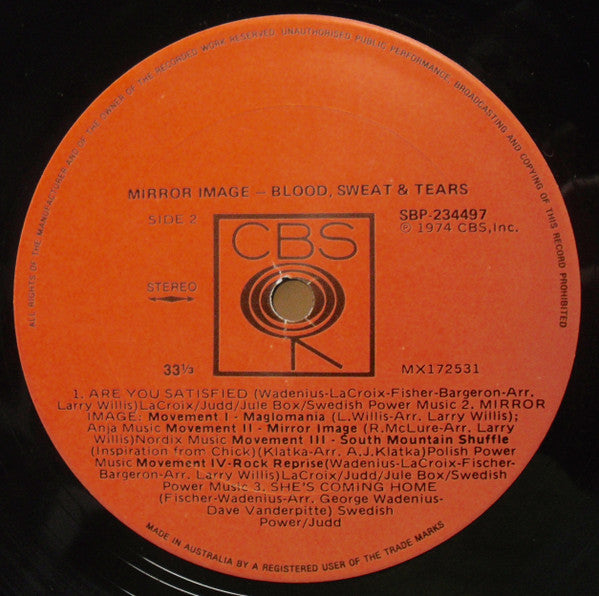 ALL RIGHTS OF THE MANUFACTURER AND OF THE OWNER OF THE RECORDED WORK RESERVED. UNAUTHORISED PUBLIC PERFORMANCE, BROADCASTING AND COPYING OF THIS RECORD PROHIBITED
MIRROR IMAGE – BLOOD, SWEAT & TEARS
SIDE 2
SBP-234497
℗ 1974 CBS, Inc.
CBS
STEREO
33⅓
MX172531
1. ARE YOU SATISFIED (Wadenius-LaCroix-Fisher-Bargeron-Arr.
Larry Willis)LaCroix/Judd/Jule Box/Swedish Power Music 2. MIRROR
IMAGE: Movement I - Maglomania (L.Willis-Arr. Larry Willis);
Anja Music Movement II - Mirror Image (R.McLure-Arr. Larry
Willis)Nordix Music Movement III - South Mountain Shuffle
(Inspiration from Chick)(Klatka-Arr. A.J.Klatka)Polish Power
Music Movement IV-Rock Reprise(Wadenius-LaCroix-Fischer-
Bargeron-Arr. Larry Willis)LaCroix/Judd/Jule Box/Swedish
Power Music 3. SHE'S COMING HOME
(Fischer-Wadenius-Arr. George Wadenius-
Dave Vanderpitte) Swedish
Power/Judd
MADE IN AUSTRALIA BY A REGISTERED USER OF THE TRADE MARKS